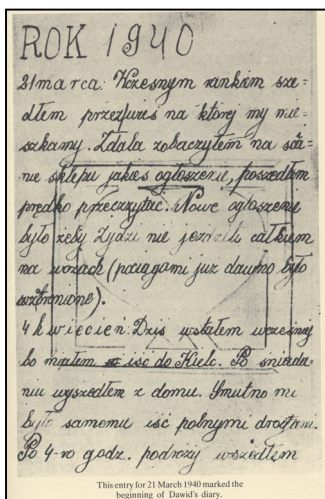 ROK 1940
21 marca. Wczesnym rankiem sze-
dłem przez wieś na której my mie-
szkamy. Zdala zobaczyłem na ścia-
nie sklepu jakieś ogłoszenie, poszedłem
prędko przeczytać. Nowe ogłoszenie
było żeby Żydzi nie jeździli całkiem
na wozach (pociągami już dawno było
wzbronione).
4 kwiecień. Dziś wstałem wcześniej
bo miałem iść do Kielc. Po śniada-
niu wyszedłem z domu. Smutno mi
było samemu iść polnymi drogami.
Po 4-ro godz. podróży wszedłem
This entry for 21 March 1940 marked the
beginning of Dawid's diary.